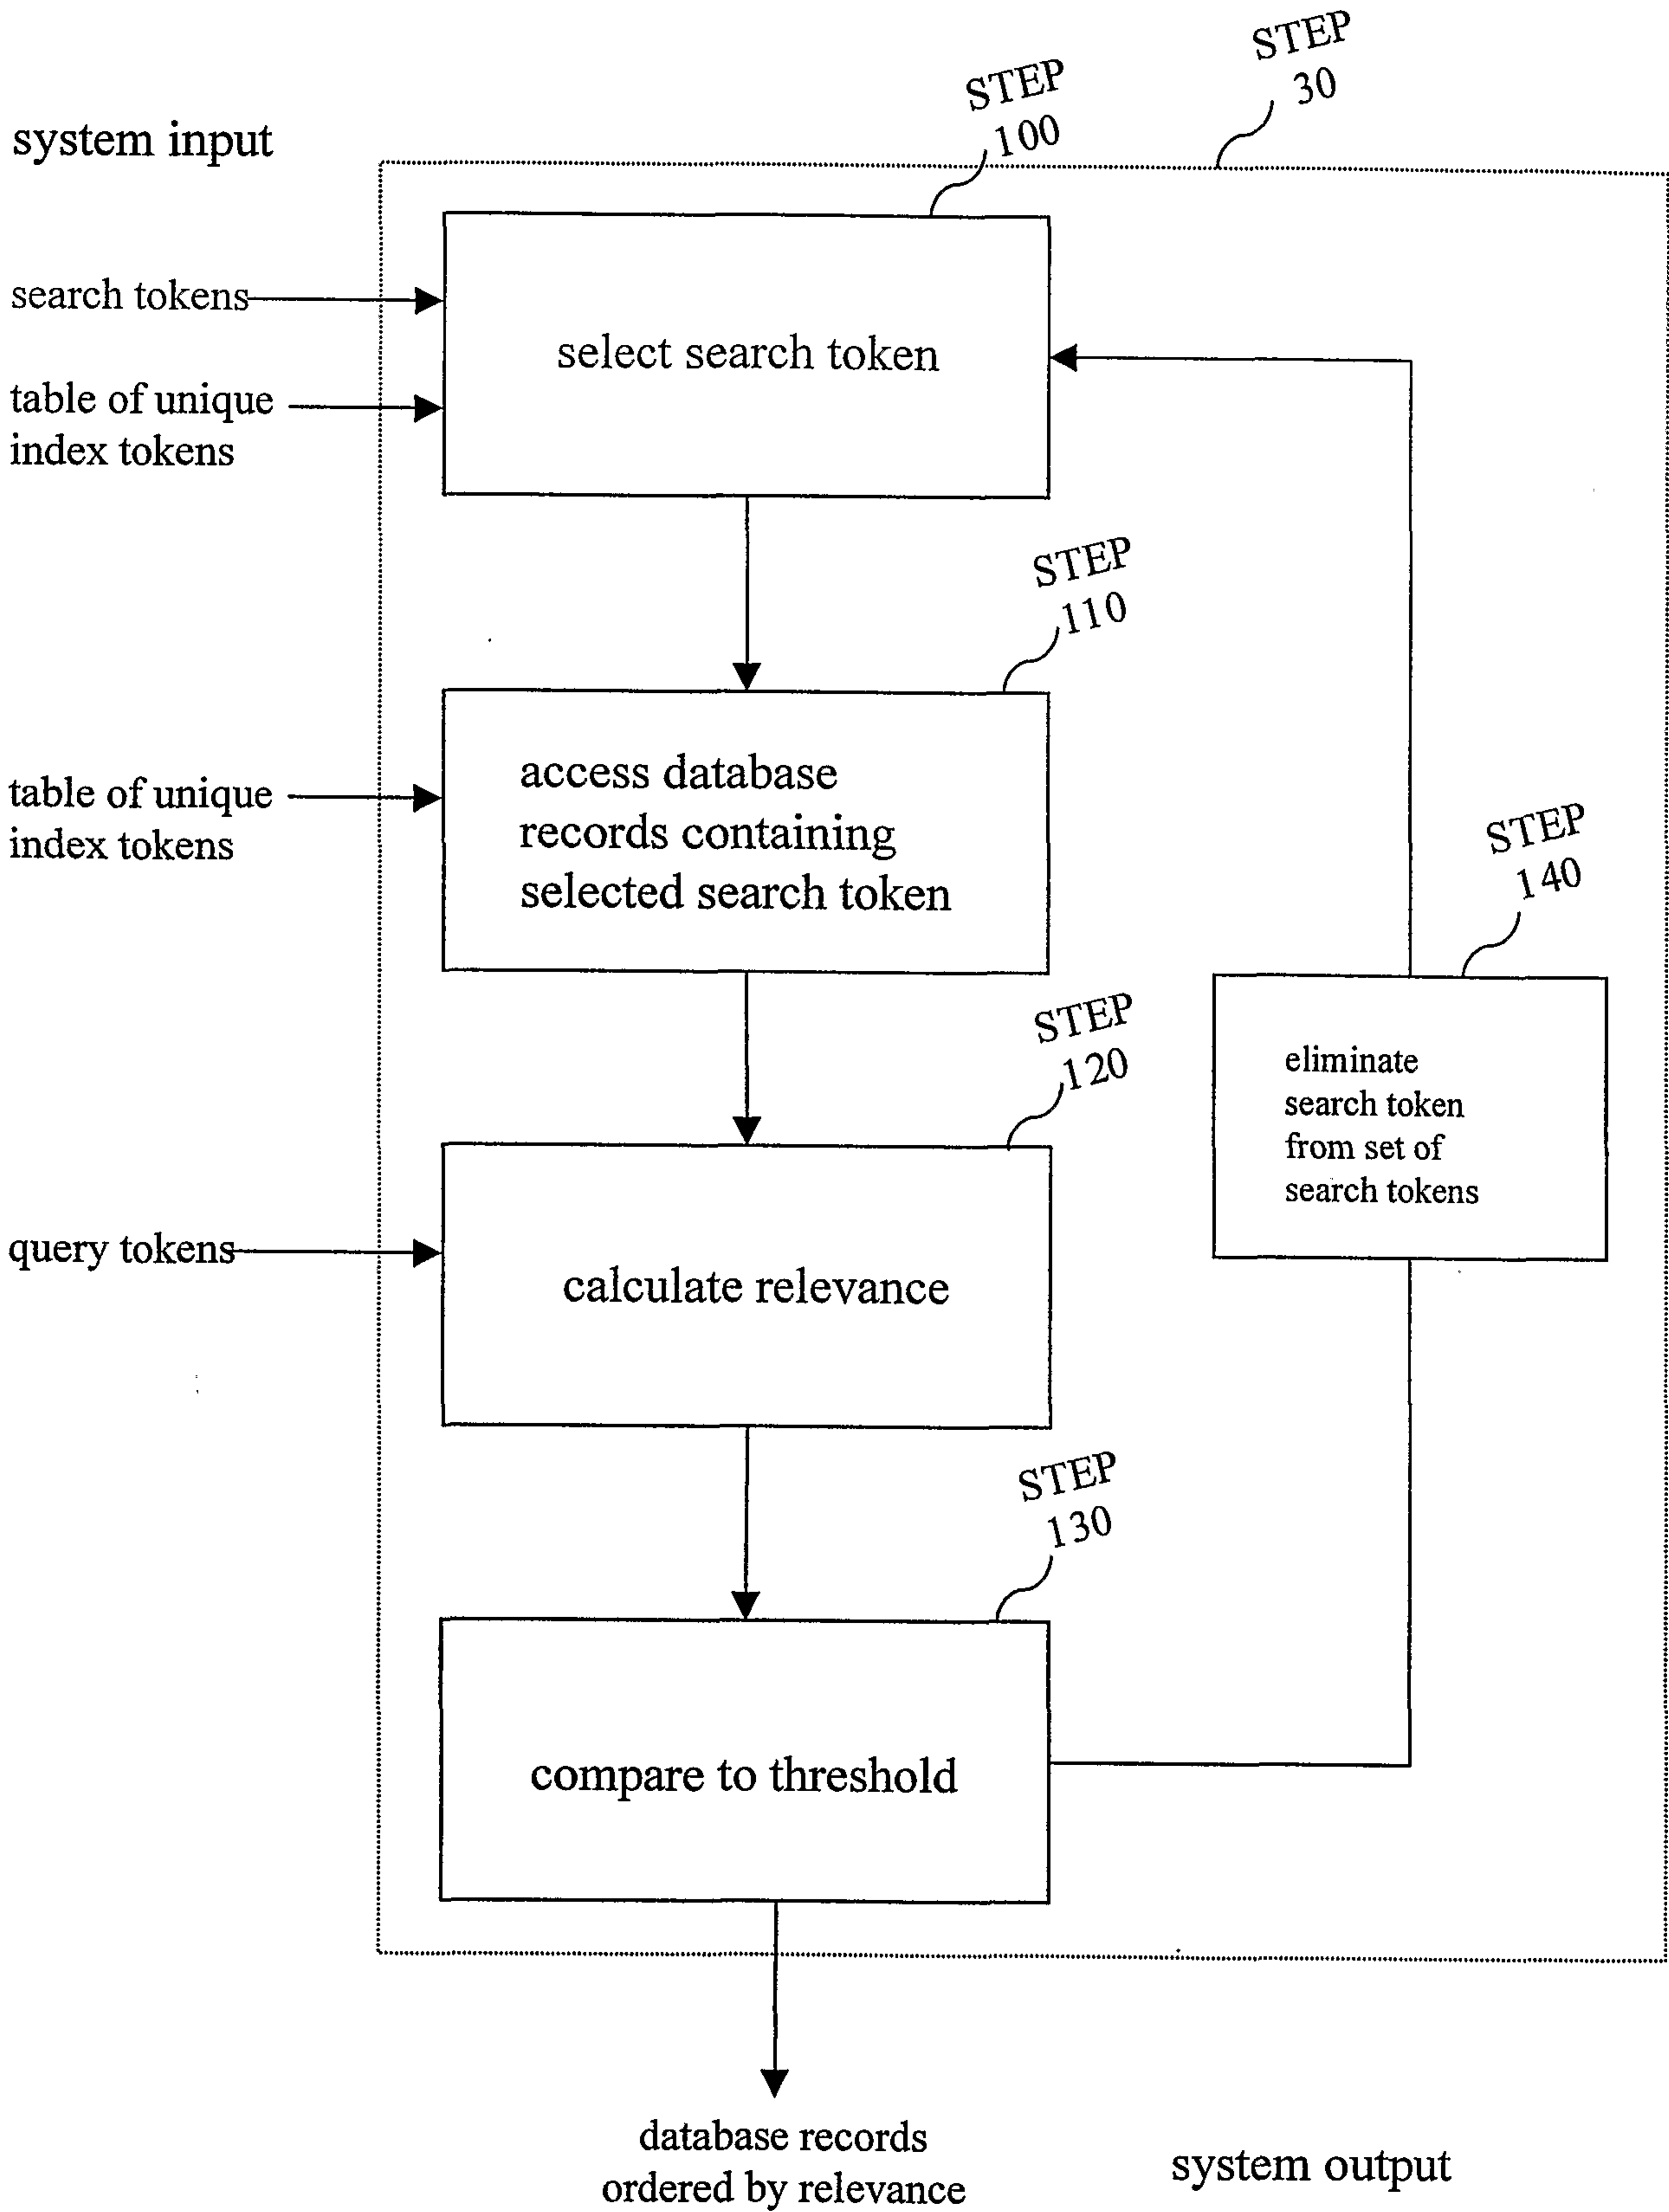 STEP
30
STEP
100
system input
search tokens
select search token
table of unique
index tokens
STEP
110
access database
records containing
selected search token
table of unique
index tokens
STEP
140
eliminate
search token
from set of
search tokens
STEP
120
query tokens
calculate relevance
STEP
130
compare to threshold
database records
ordered by relevance
system output